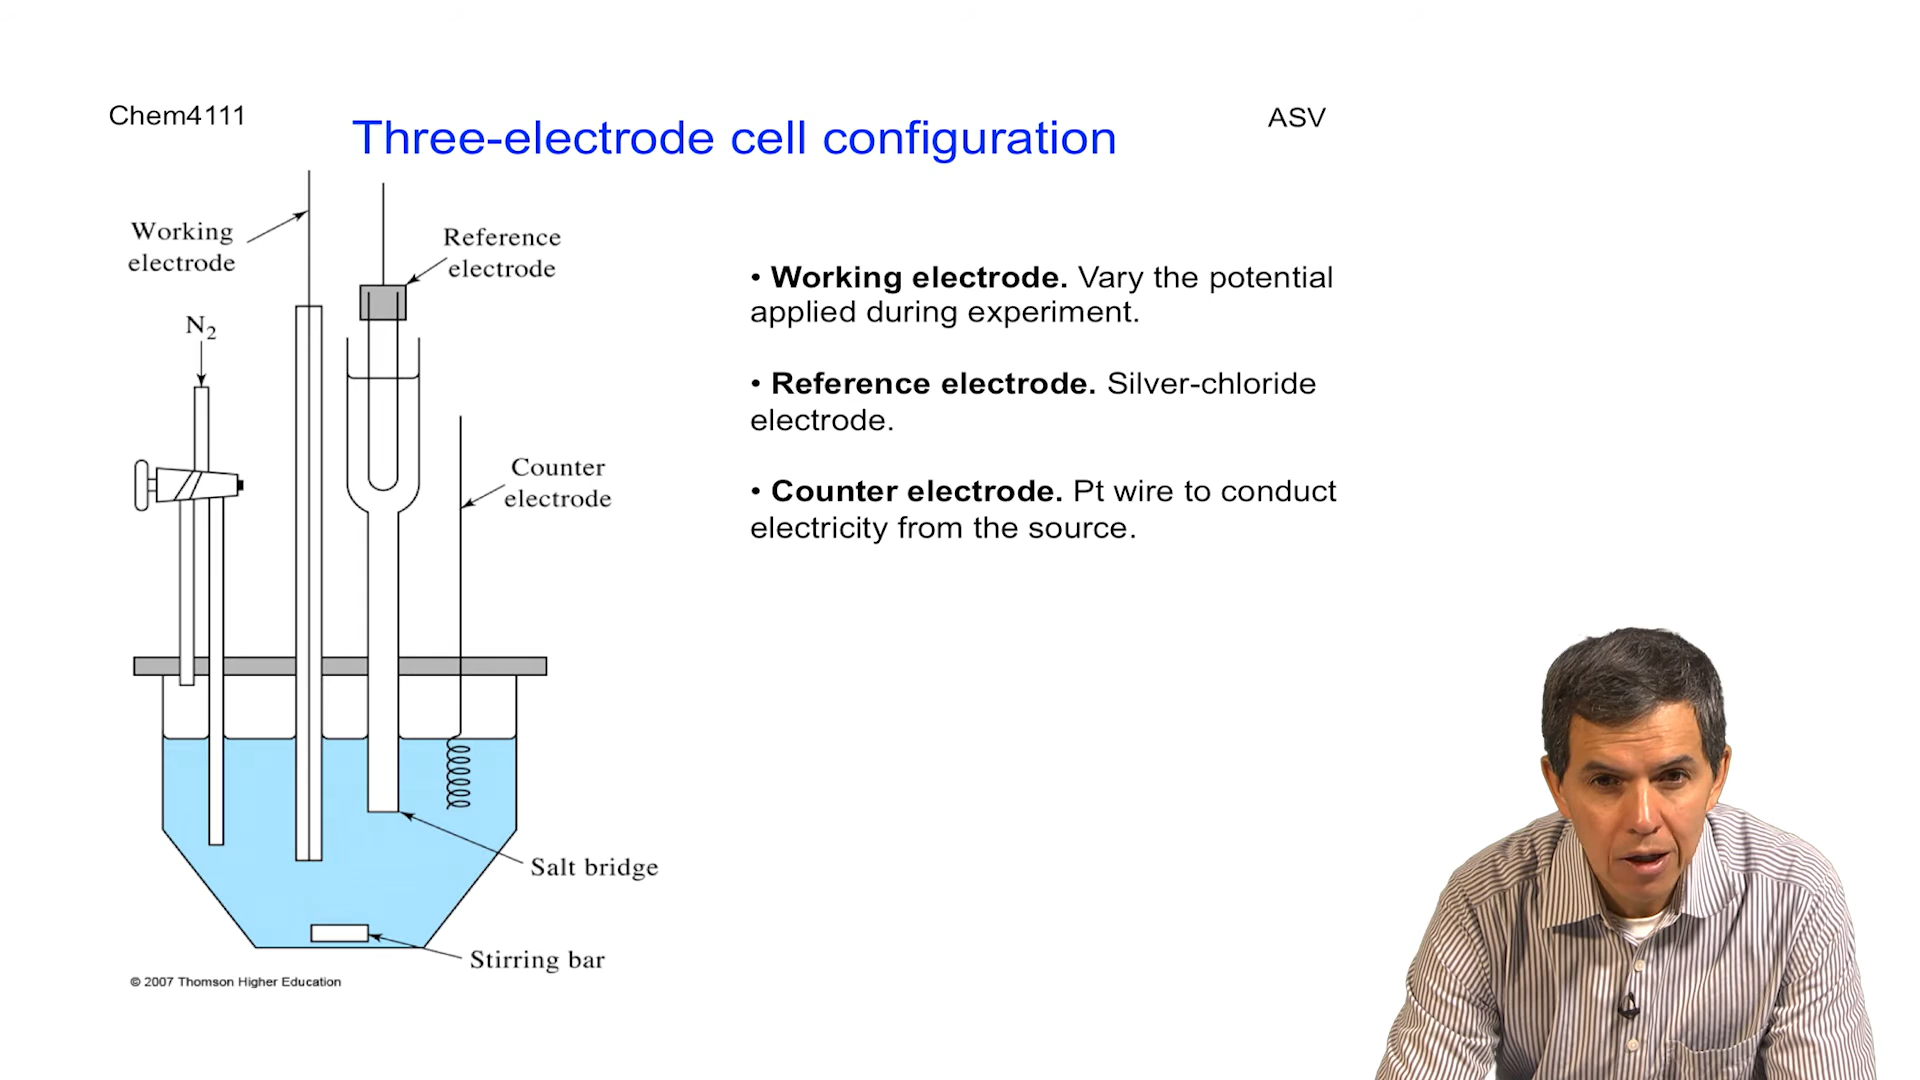 Chem4111
Three-electrode cell configuration
ASV
Working
electrode
Reference
electrode
N2
Counter
electrode
Salt bridge
Stirring bar
© 2007 Thomson Higher Education
• Working electrode. Vary the potential
applied during experiment.
• Reference electrode. Silver-chloride
electrode.
• Counter electrode. Pt wire to conduct
electricity from the source.